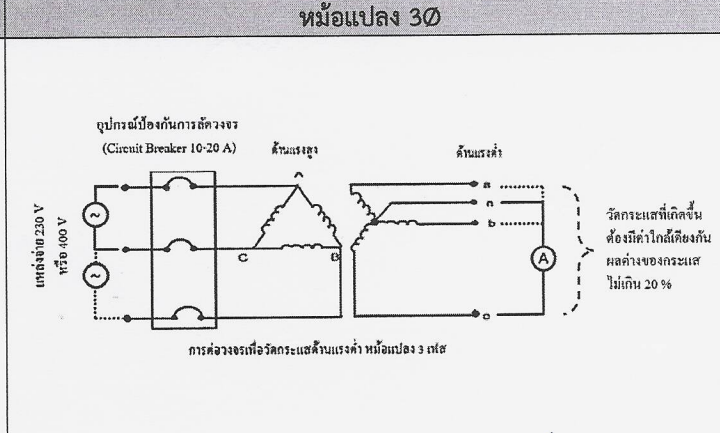 หม้อแปลง 3Ø
อุปกรณ์ป้องกันการลัดวงจร
(Circuit Breaker 10-20 A)
ด้านแรงสูง
ด้านแรงต่ำ
แหล่งจ่าย 230 V
หรือ 400 V
~
~
A
C
B
a
n
b
c
A
วัดกระแสที่เกิดขึ้น
ต้องมีค่าใกล้เคียงกัน
ผลต่างของกระแส
ไม่เกิน 20 %
การต่อวงจรเพื่อวัดกระแสด้านแรงต่ำ หม้อแปลง 3 เฟส